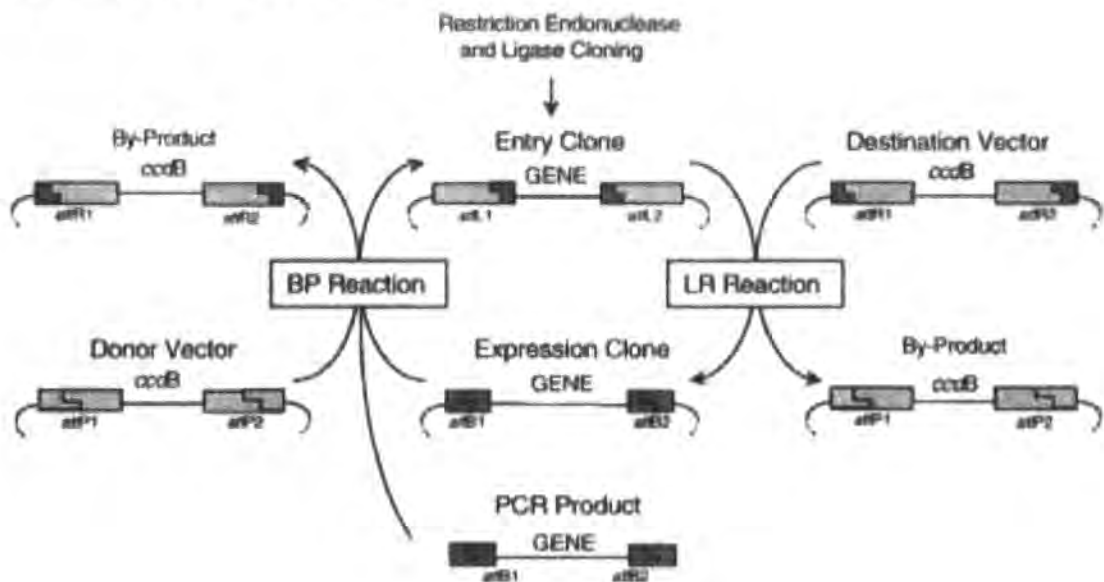 Restriction Endonuclease
and Ligase Cloning
By-Product
ccdB
attR1
attR2
Entry Clone
GENE
attL1
attL2
Destination Vector
ccdB
attR1
attR2
BP Reaction
LR Reaction
Donor Vector
ccdB
attP1
attP2
Expression Clone
GENE
attB1
attB2
By-Product
ccdB
attP1
attP2
PCR Product
GENE
attB1
attB2